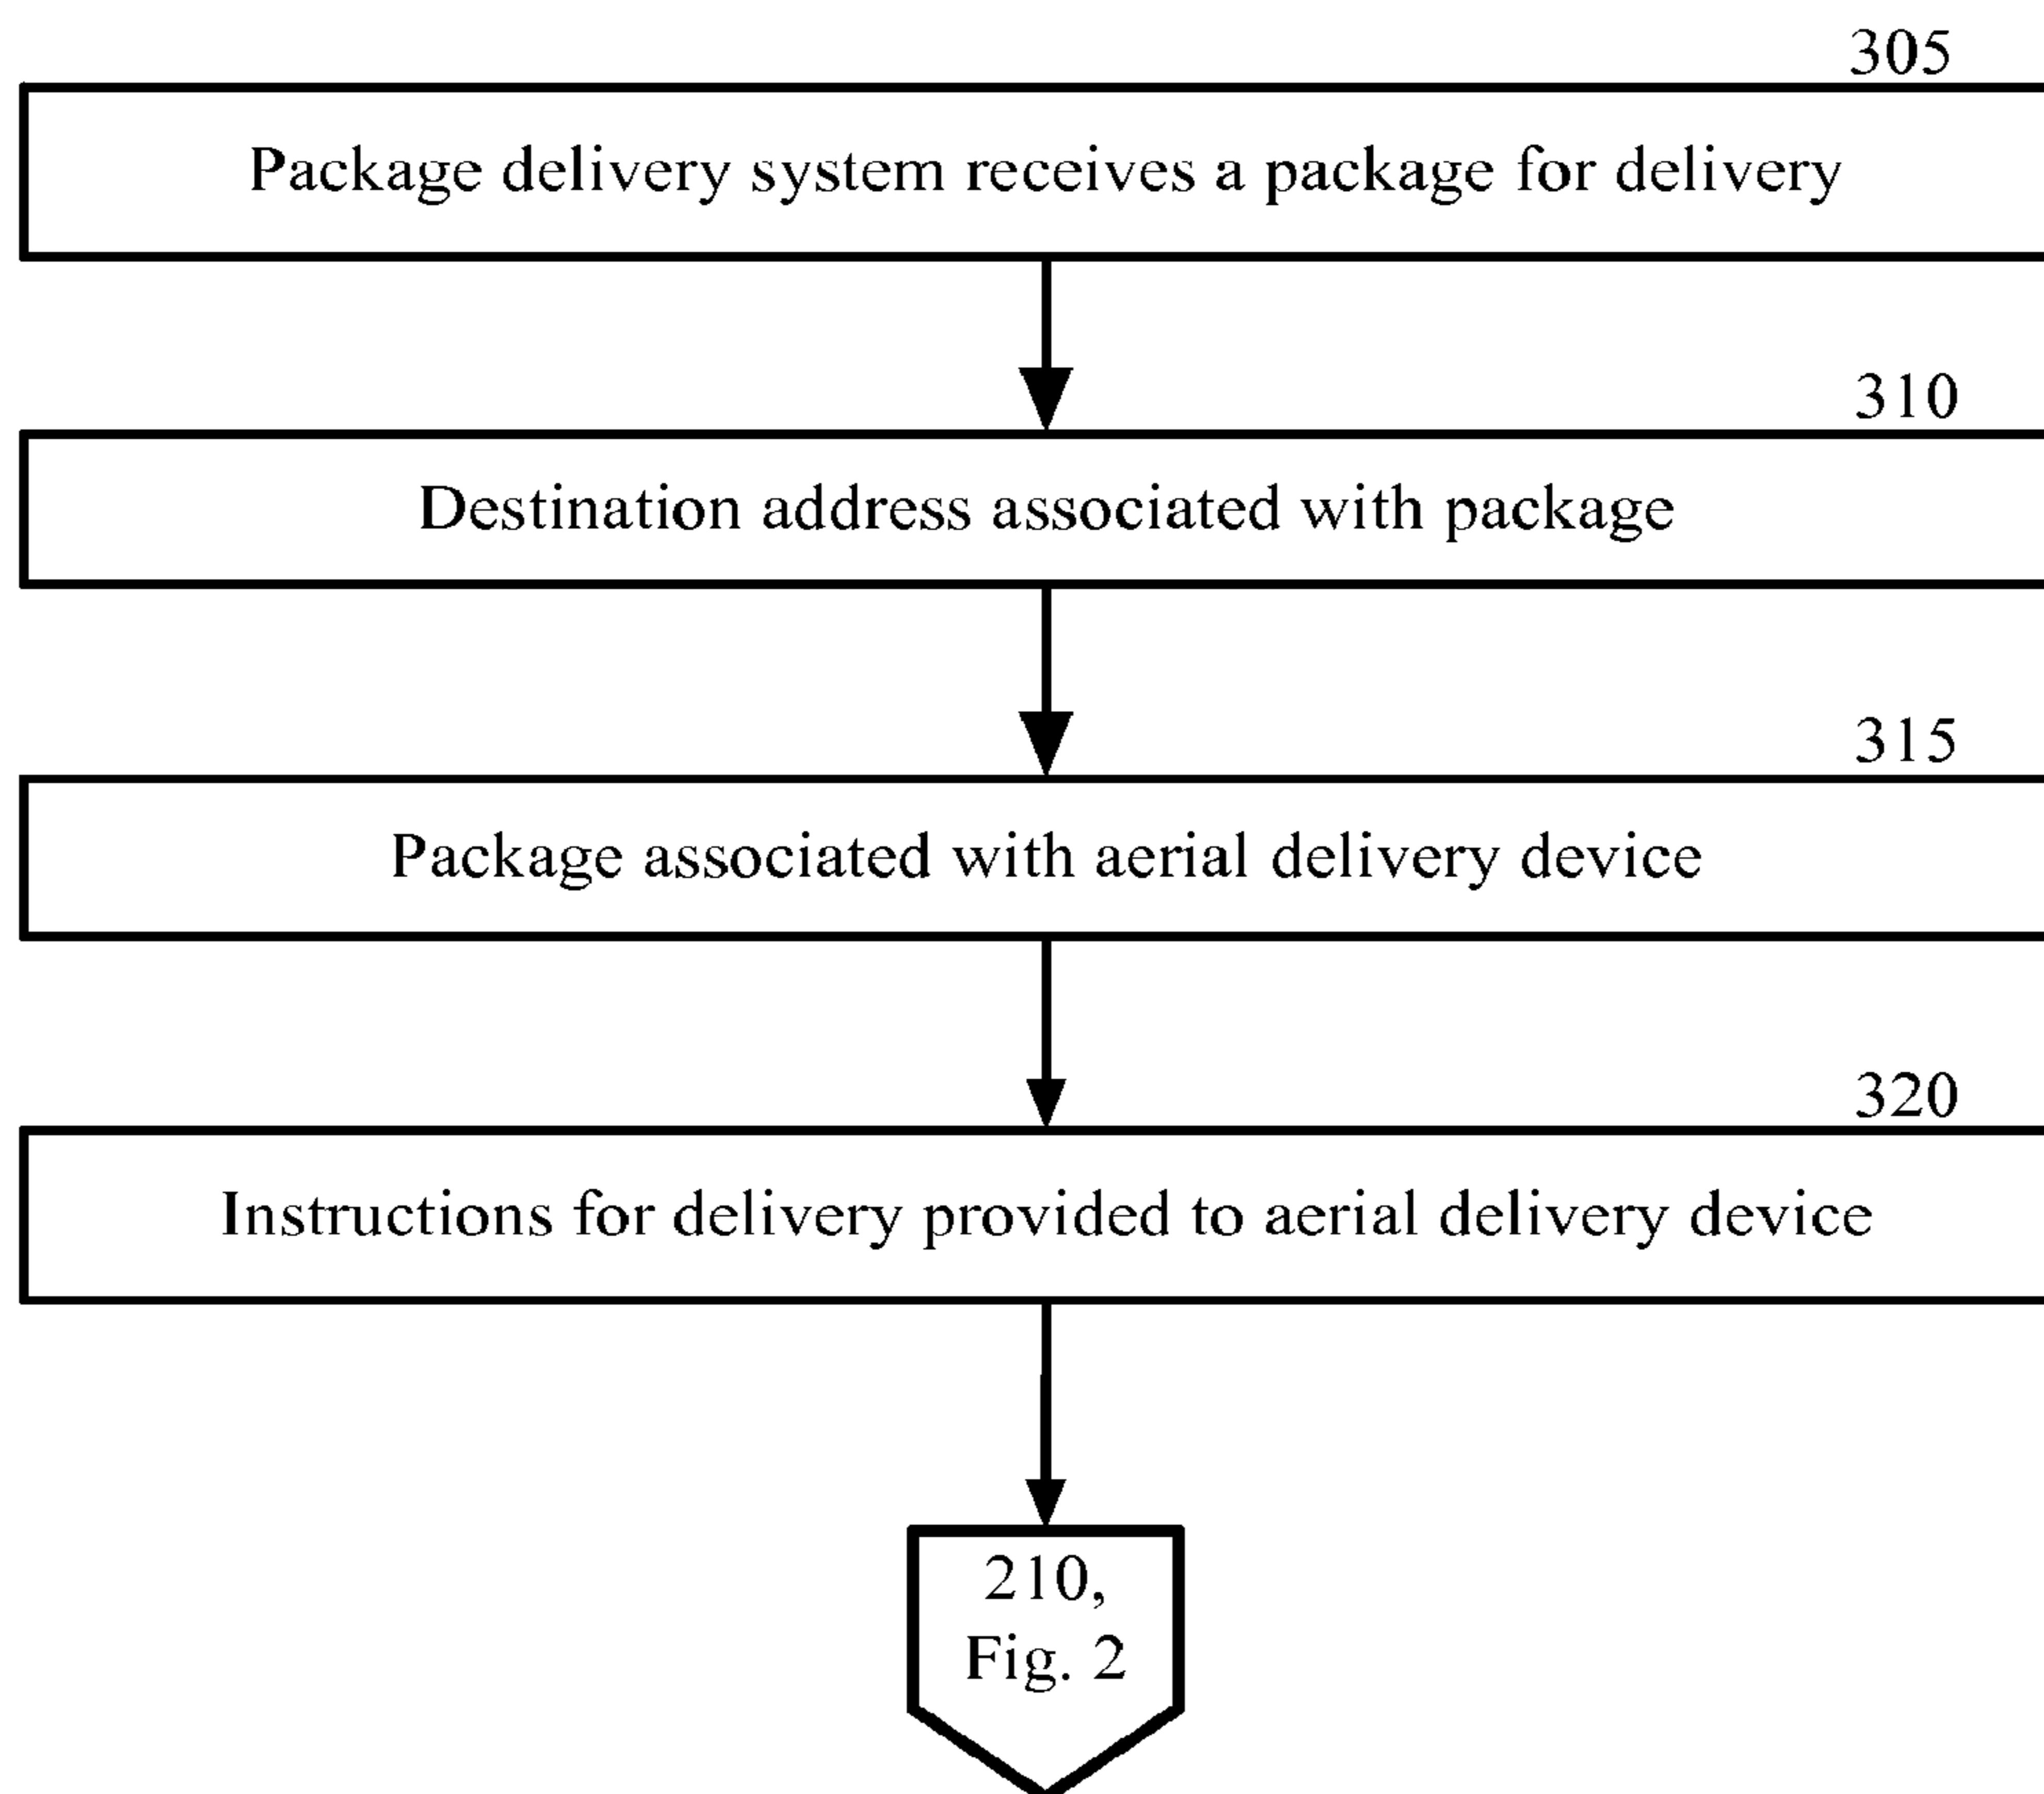 305
Package delivery system receives a package for delivery
310
Destination address associated with package
315
Package associated with aerial delivery device
320
Instructions for delivery provided to aerial delivery device
210,
Fig. 2